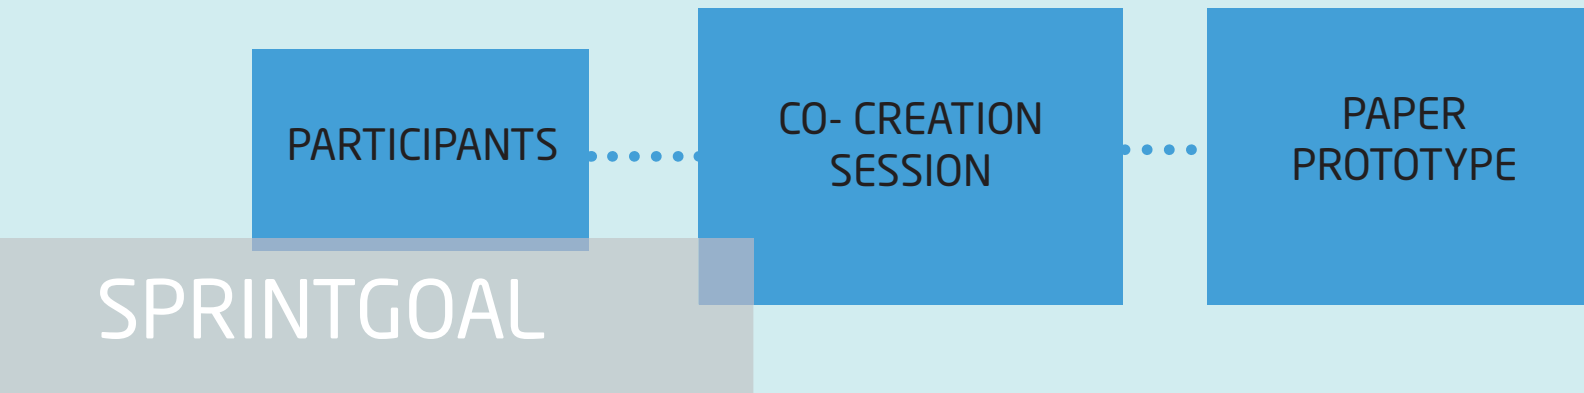 PARTICIPANTS
CO- CREATION
SESSION
PAPER
PROTOTYPE
SPRINTGOAL